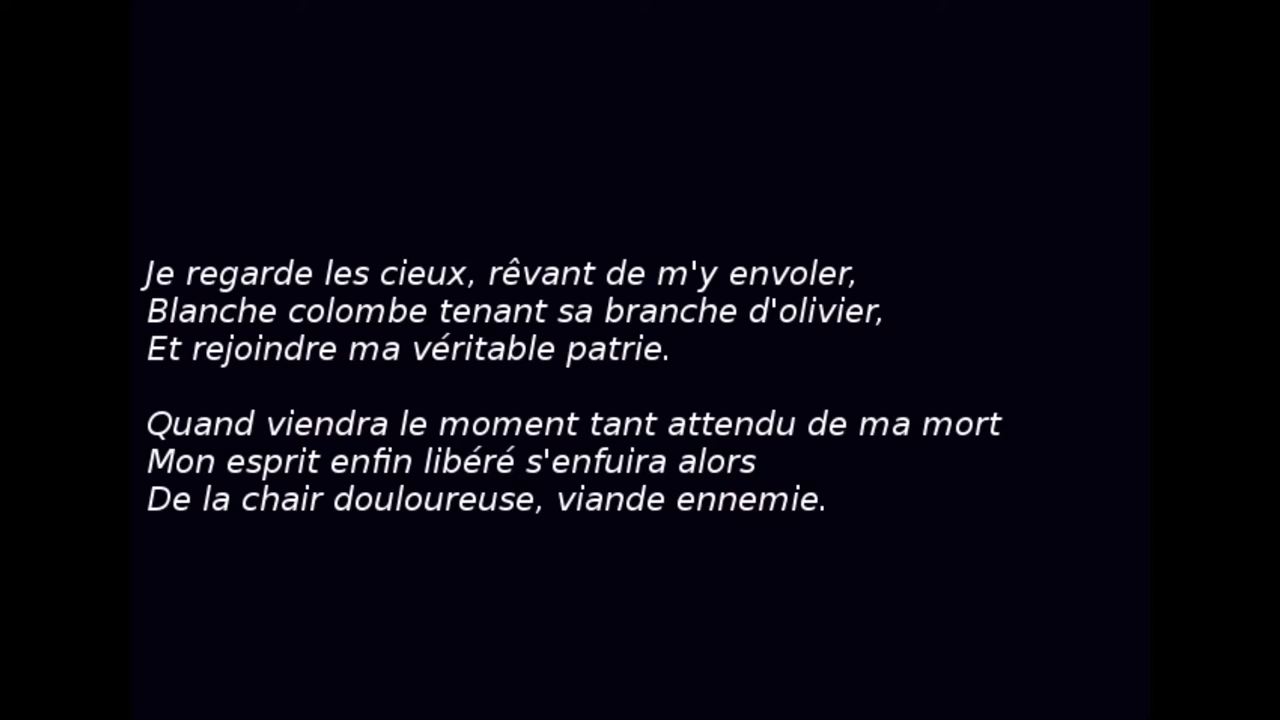 Je regarde les cieux, rêvant de m'y envoler,
Blanche colombe tenant sa branche d'olivier,
Et rejoindre ma véritable patrie.
Quand viendra le moment tant attendu de ma mort
Mon esprit enfin libéré s'enfuira alors
De la chair douloureuse, viande ennemie.